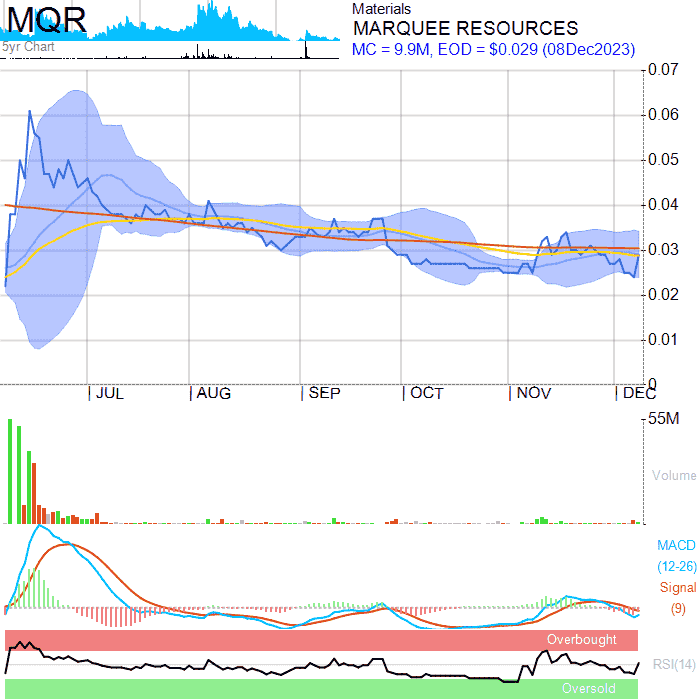 MQR
5yr Chart
Materials
MARQUEE RESOURCES
MC = 9.9M, EOD = $0.029 (08Dec2023)
0.07
0.06
0.05
0.04
0.03
0.02
0.01
0
JUL AUG SEP OCT NOV DEC
55M
Volume
MACD
(12-26)
Signal
(9)
Overbought
RSI(14)
Oversold